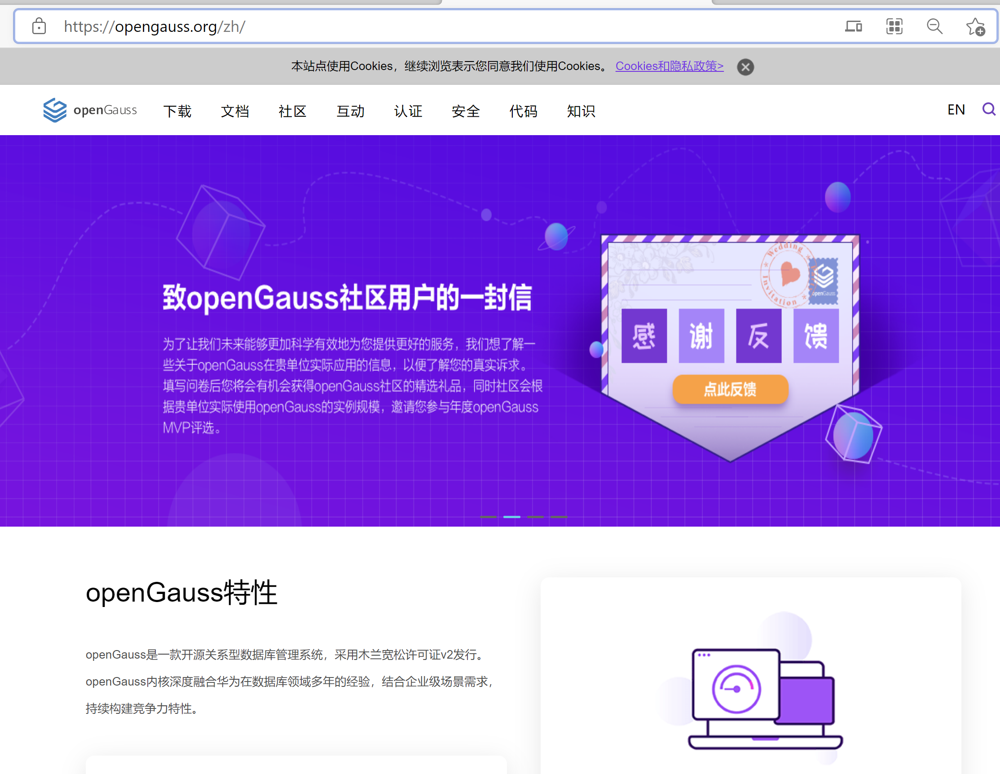 https://opengauss.org/zh/
本站点使用Cookies，继续浏览表示您同意我们使用Cookies。 Cookies和隐私政策>
openGauss 下载 文档 社区 互动 认证 安全 代码 知识 EN
致openGauss社区用户的一封信
为了让我们未来能够更加科学有效地为您提供更好的服务，我们想了解一
些关于openGauss在贵单位实际应用的信息，以便了解您的真实诉求。
填写问卷后您将会有机会获得openGauss社区的精选礼品，同时社区会根
据贵单位实际使用openGauss的实例规模，邀请您参与年度openGauss
MVP评选。
* Wedding * Invitation *
openGauss
感谢反馈
点此反馈
openGauss特性
openGauss是一款开源关系型数据库管理系统，采用木兰宽松许可证v2发行。
openGauss内核深度融合华为在数据库领域多年的经验，结合企业级场景需求，
持续构建竞争力特性。